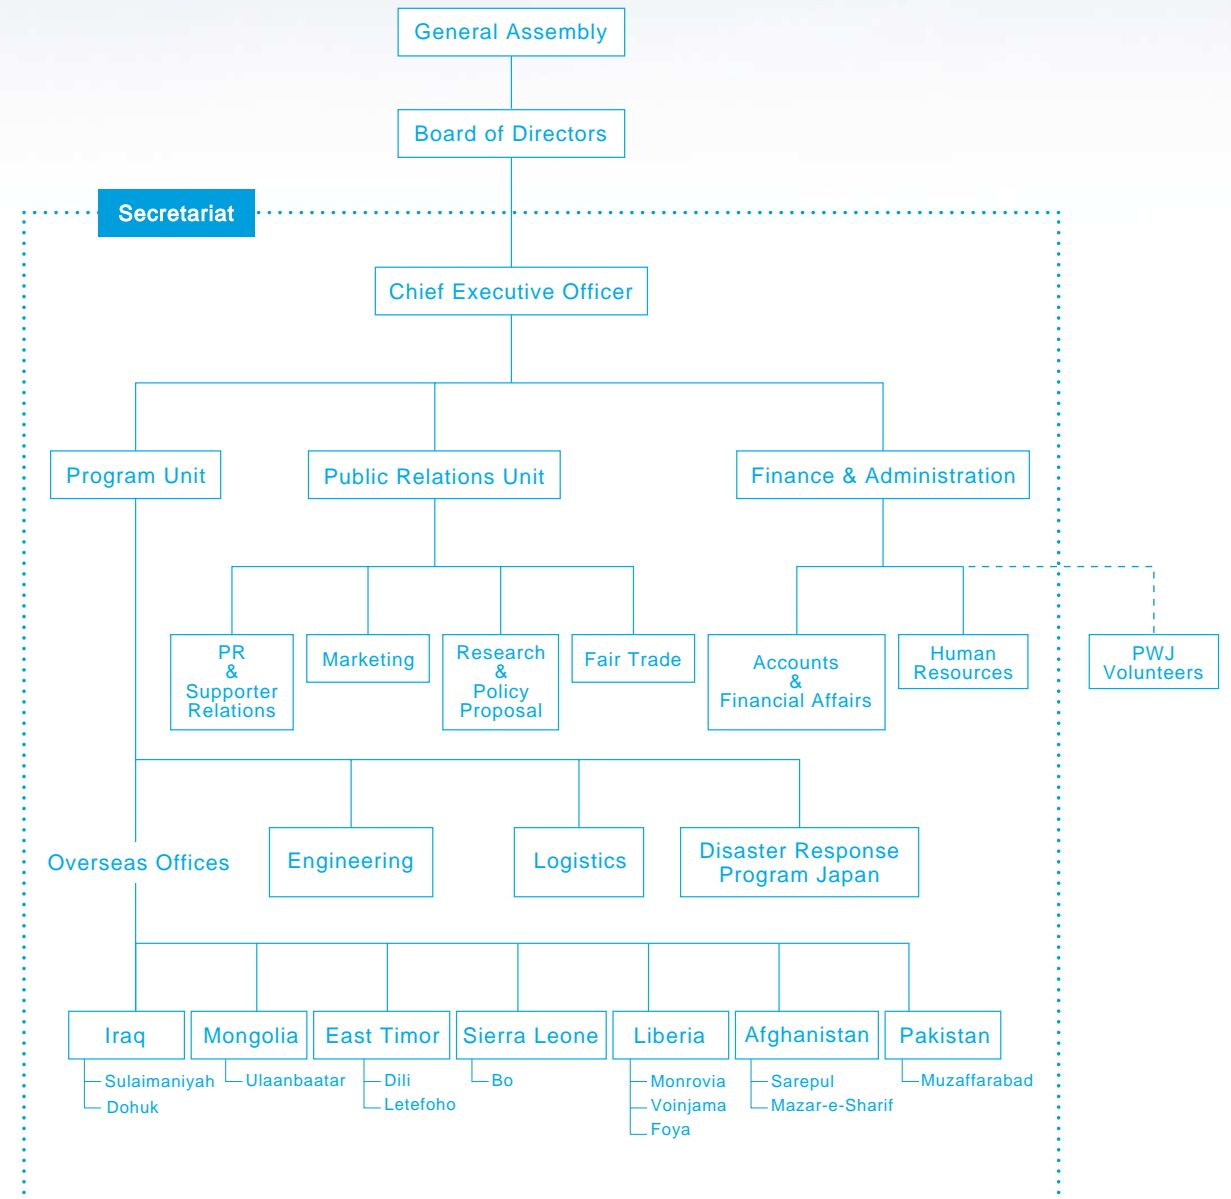 General Assembly
Board of Directors
Secretariat
Chief Executive Officer
Program Unit
Public Relations Unit
Finance & Administration
PR
&
Supporter
Relations
Marketing
Research
&
Policy
Proposal
Fair Trade
Accounts
&
Financial Affairs
Human
Resources
PWJ
Volunteers
Overseas Offices
Engineering
Logistics
Disaster Response
Program Japan
Iraq
Sulaimaniyah
Dohuk
Mongolia
Ulaanbaatar
East Timor
Dili
Letefoho
Sierra Leone
Bo
Liberia
Monrovia
Voinjama
Foya
Afghanistan
Sarepul
Mazar-e-Sharif
Pakistan
Muzaffarabad